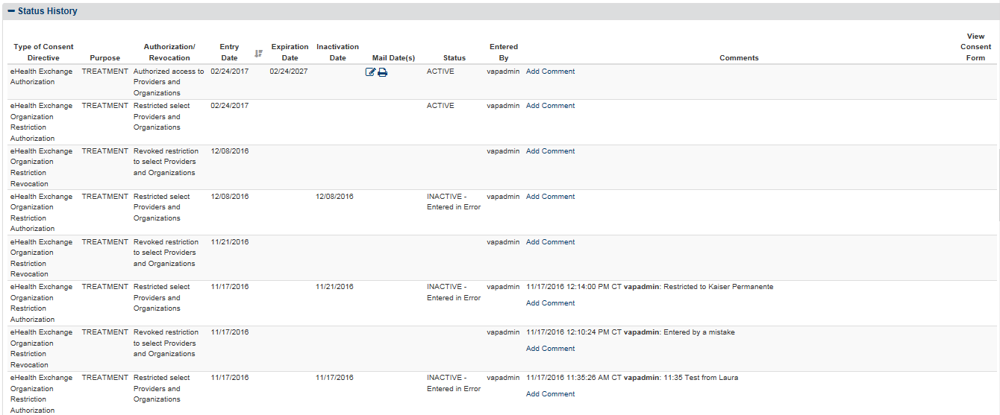 Status History
Type of Consent Directive Purpose Authorization/ Revocation Entry Date Expiration Date Inactivation Date Mail Date(s) Status Entered By Comments View Consent Form
eHealth Exchange TREATMENT Authorized access to 02/24/2017 02/24/2027 ACTIVE vapadmin Add Comment
Authorization Providers and
Organizations
eHealth Exchange TREATMENT Restricted select 02/24/2017 ACTIVE vapadmin Add Comment
Organization Providers and
Restriction Organizations
Authorization
eHealth Exchange TREATMENT Revoked restriction 12/08/2016 vapadmin Add Comment
Organization to select Providers
Restriction and Organizations
Revocation
eHealth Exchange TREATMENT Restricted select 12/08/2016 12/08/2016 INACTIVE - vapadmin Add Comment
Organization Providers and Entered in Error
Restriction Organizations
Authorization
eHealth Exchange TREATMENT Revoked restriction 11/21/2016 vapadmin Add Comment
Organization to select Providers
Restriction and Organizations
Revocation
eHealth Exchange TREATMENT Restricted select 11/17/2016 11/21/2016 INACTIVE - vapadmin 11/17/2016 12:14:00 PM CT vapadmin: Restricted to Kaiser Permanente
Organization Providers and Entered in Error Add Comment
Restriction Organizations
Authorization
eHealth Exchange TREATMENT Revoked restriction 11/17/2016 vapadmin 11/17/2016 12:10:24 PM CT vapadmin: Entered by a mistake
Organization to select Providers Add Comment
Restriction and Organizations
Revocation
eHealth Exchange TREATMENT Restricted select 11/17/2016 11/17/2016 INACTIVE - vapadmin 11/17/2016 11:35:26 AM CT vapadmin: 11:35 Test from Laura
Organization Providers and Entered in Error Add Comment
Restriction Organizations
Authorization